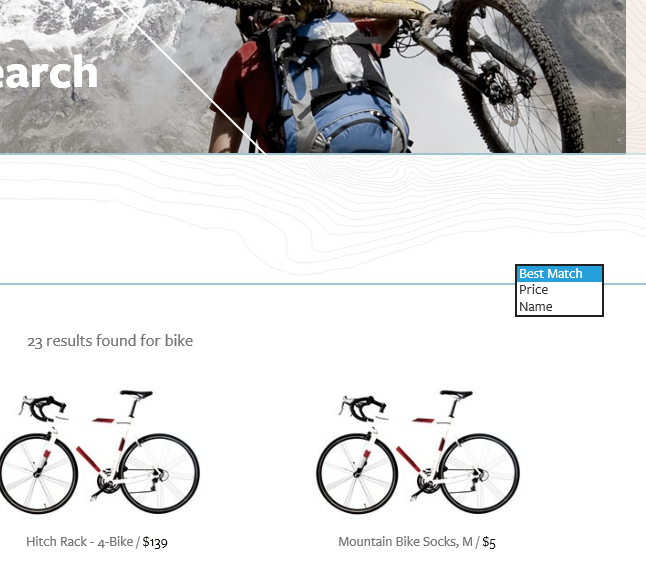 earch
Best Match
Price
Name
23 results found for bike
Hitch Rack - 4-Bike / $139
Mountain Bike Socks, M / $5